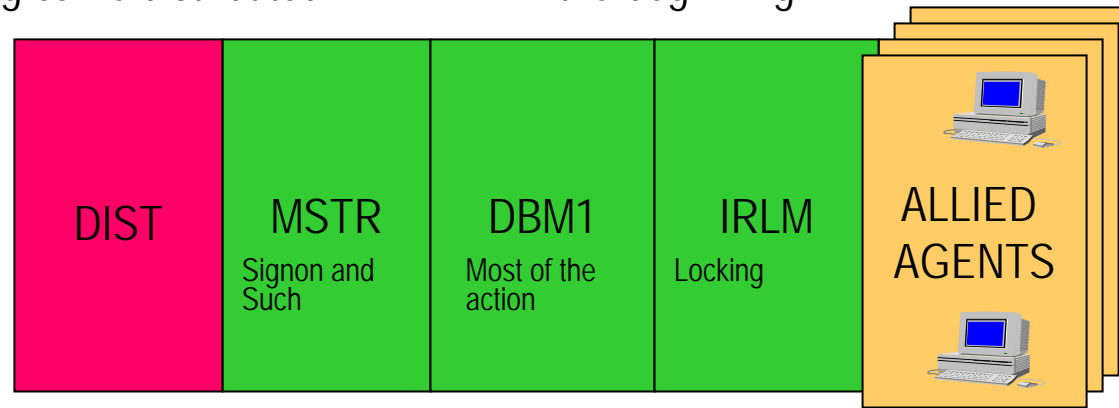 DIST
MSTR
Signon and
Such
DBM1
Most of the
action
IRLM
Locking
ALLIED
AGENTS